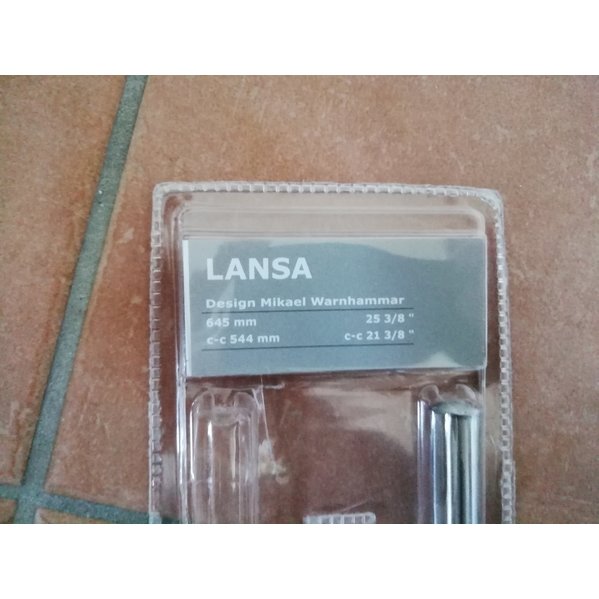 LANSA
Design Mikael Warnhammar
645 mm 25 3/8 "
c-c 544 mm c-c 21 3/8 "